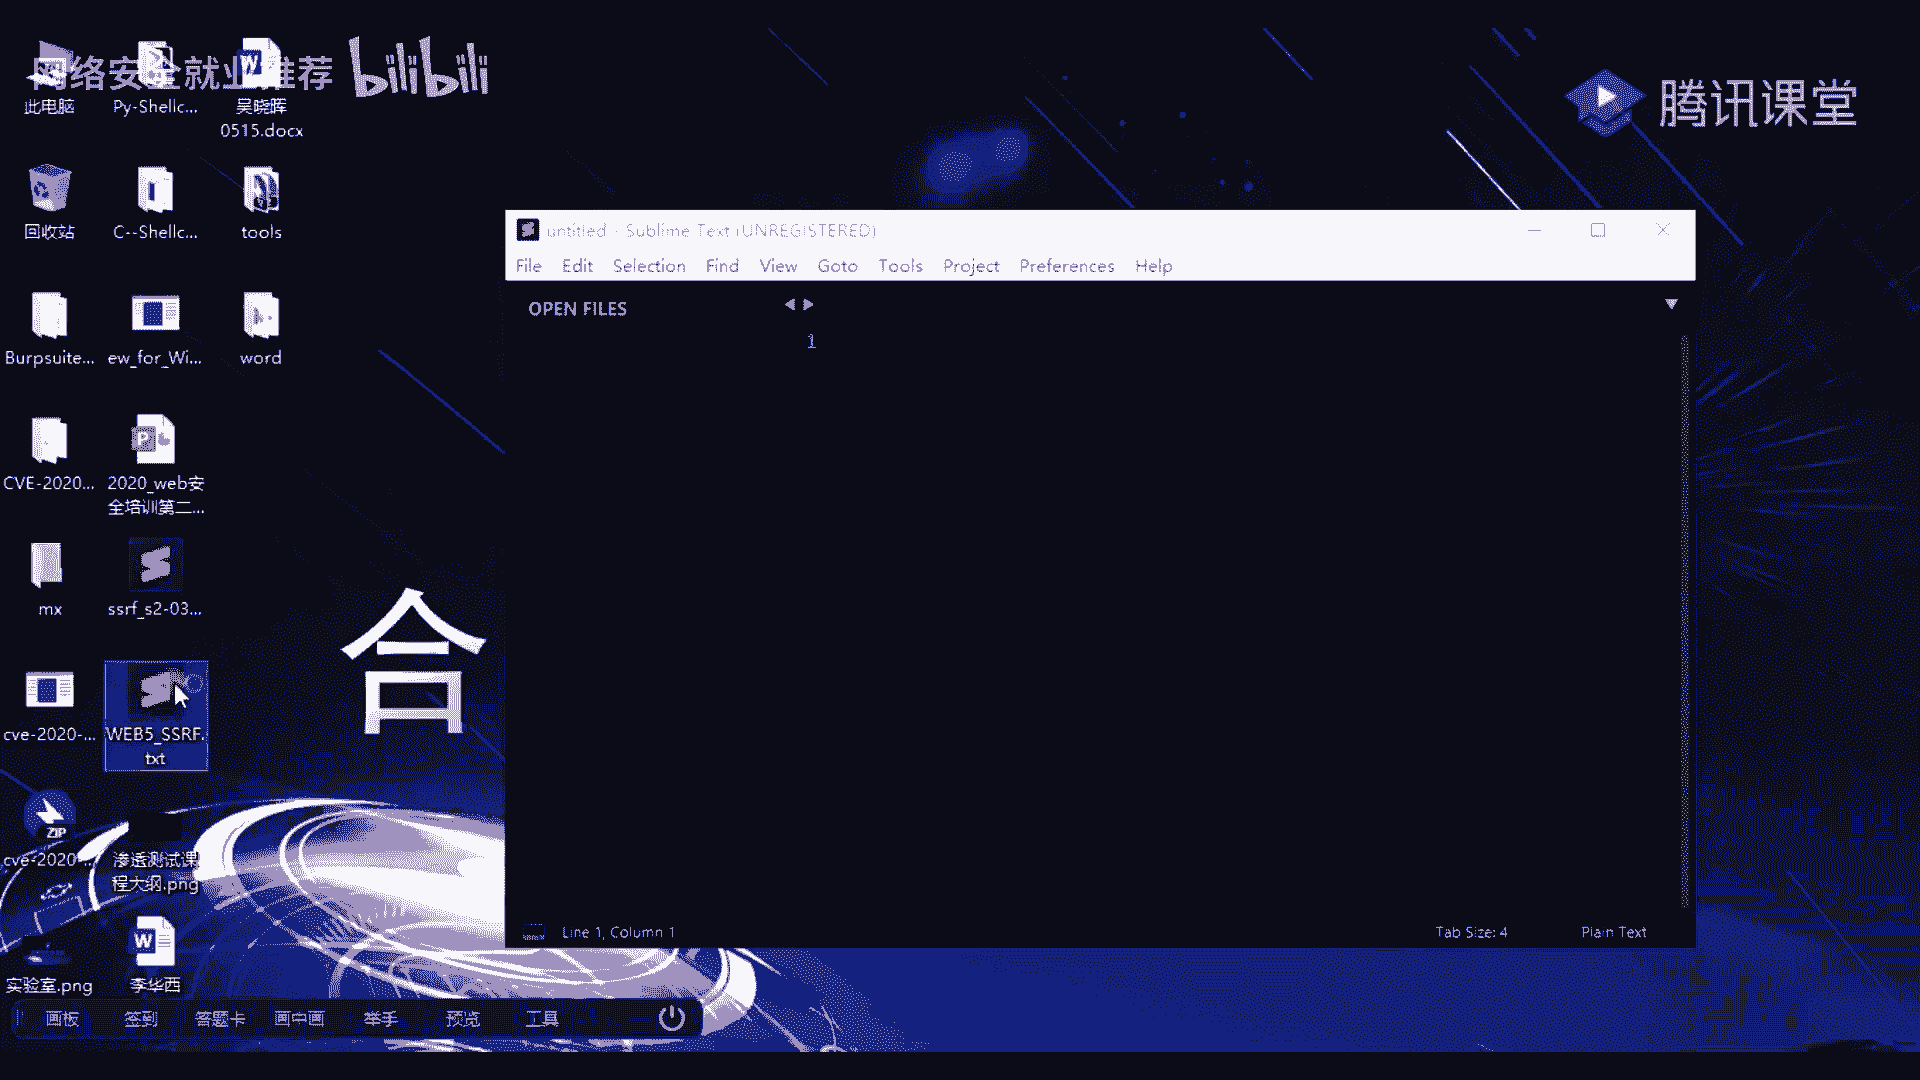 网络安全就业推荐 bilibili
腾讯课堂
此电脑
Py-Shellc...
吴晓晖
0515.docx
回收站
C--Shellc...
tools
Burpsuite...
ew_for_Wi...
word
CVE-2020...
2020_web安
全培训第二...
mx
ssrf_s2-03...
cve-2020-...
WEB5_SSRF.
txt
ZIP
cve-2020-...
渗透测试课
程大纲.png
实验室.png
李华西
合
untitled - Sublime Text (UNREGISTERED)
File Edit Selection Find View Goto Tools Project Preferences Help
OPEN FILES
1
Line 1, Column 1
Tab Size: 4
Plain Text
画板 签到 答题卡 画中画 举手 预览 工具